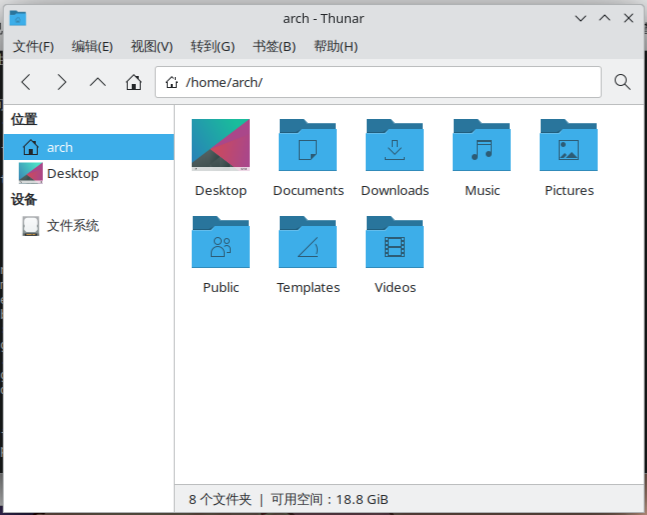 arch - Thunar
文件(F) 编辑(E) 视图(V) 转到(G) 书签(B) 帮助(H)
/home/arch/
位置
arch
Desktop
设备
文件系统
Desktop Documents Downloads Music Pictures
Public Templates Videos
8 个文件夹 | 可用空间：18.8 GiB